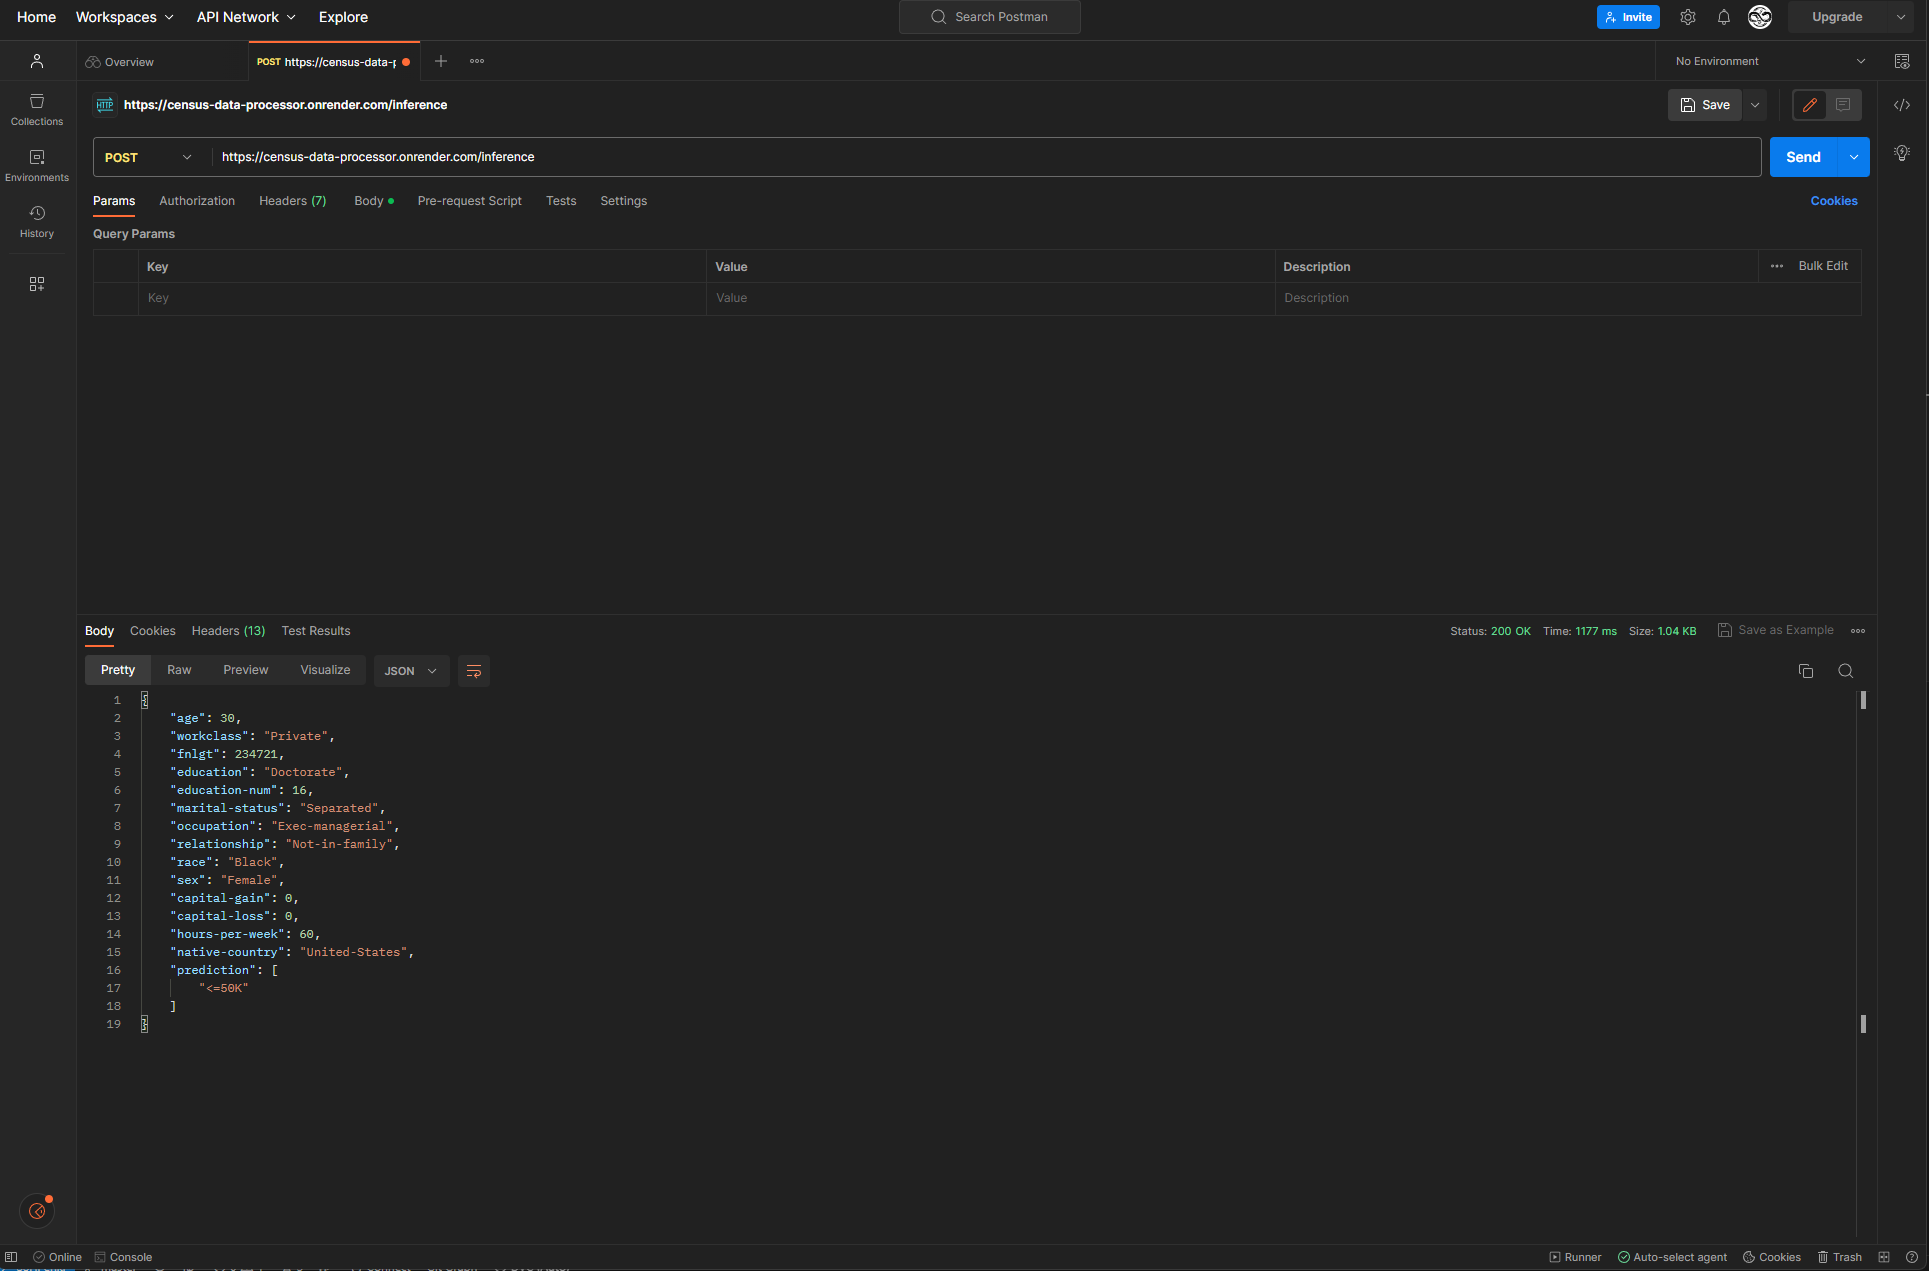 Home Workspaces API Network Explore Search Postman Invite Upgrade
Overview POST https://census-data-p No Environment
HTTP https://census-data-processor.onrender.com/inference Save
Collections
POST https://census-data-processor.onrender.com/inference Send
Environments
Params Authorization Headers (7) Body Pre-request Script Tests Settings Cookies
History
Query Params
Key Value Description Bulk Edit
Key Value Description
Body Cookies Headers (13) Test Results Status: 200 OK Time: 1177 ms Size: 1.04 KB Save as Example
Pretty Raw Preview Visualize JSON
1 {
2 "age": 30,
3 "workclass": "Private",
4 "fnlgt": 234721,
5 "education": "Doctorate",
6 "education-num": 16,
7 "marital-status": "Separated",
8 "occupation": "Exec-managerial",
9 "relationship": "Not-in-family",
10 "race": "Black",
11 "sex": "Female",
12 "capital-gain": 0,
13 "capital-loss": 0,
14 "hours-per-week": 60,
15 "native-country": "United-States",
16 "prediction": [
17 "<=50K"
18 ]
19 }
Online Console Runner Auto-select agent Cookies Trash